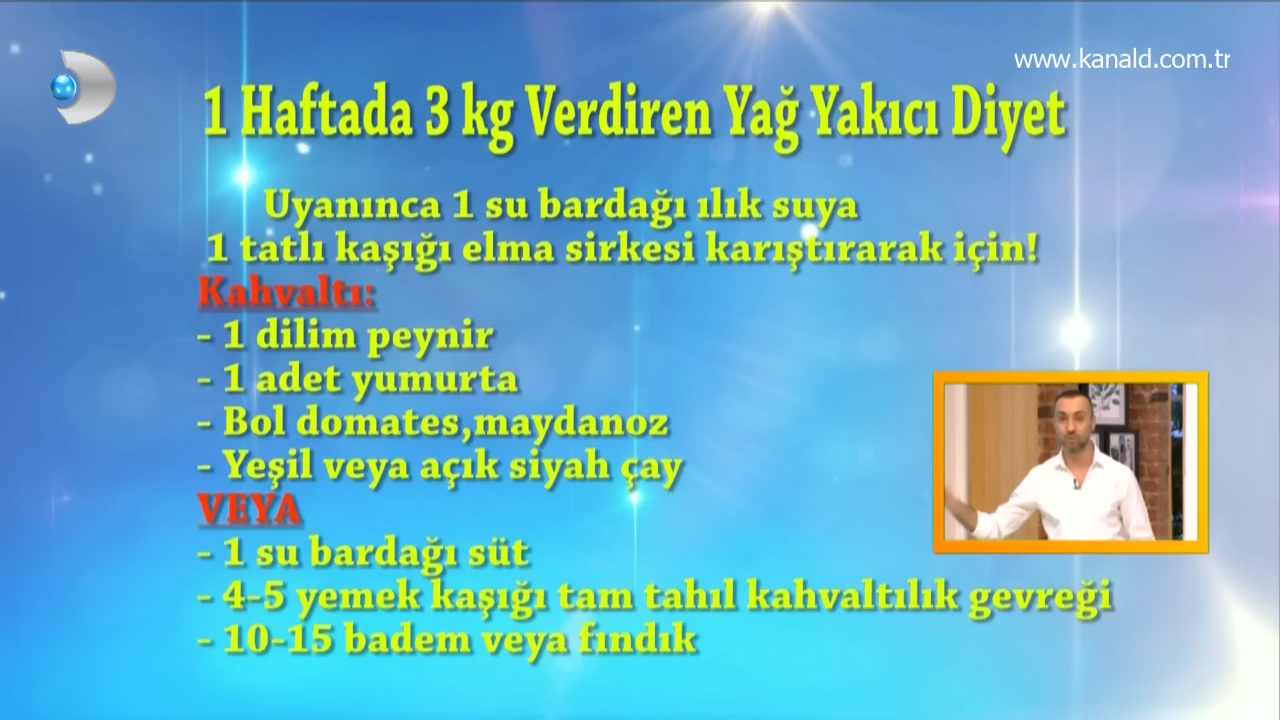 www.kanald.com.tr
1 Haftada 3 kg Verdiren Yağ Yakıcı Diyet
Uyanınca 1 su bardağı ılık suya
1 tatlı kaşığı elma sirkesi karıştırarak için!
Kahvaltı:
- 1 dilim peynir
- 1 adet yumurta
- Bol domates,maydanoz
- Yeşil veya açık siyah çay
VEYA
- 1 su bardağı süt
- 4-5 yemek kaşığı tam tahıl kahvaltılık gevreği
- 10-15 badem veya fındık